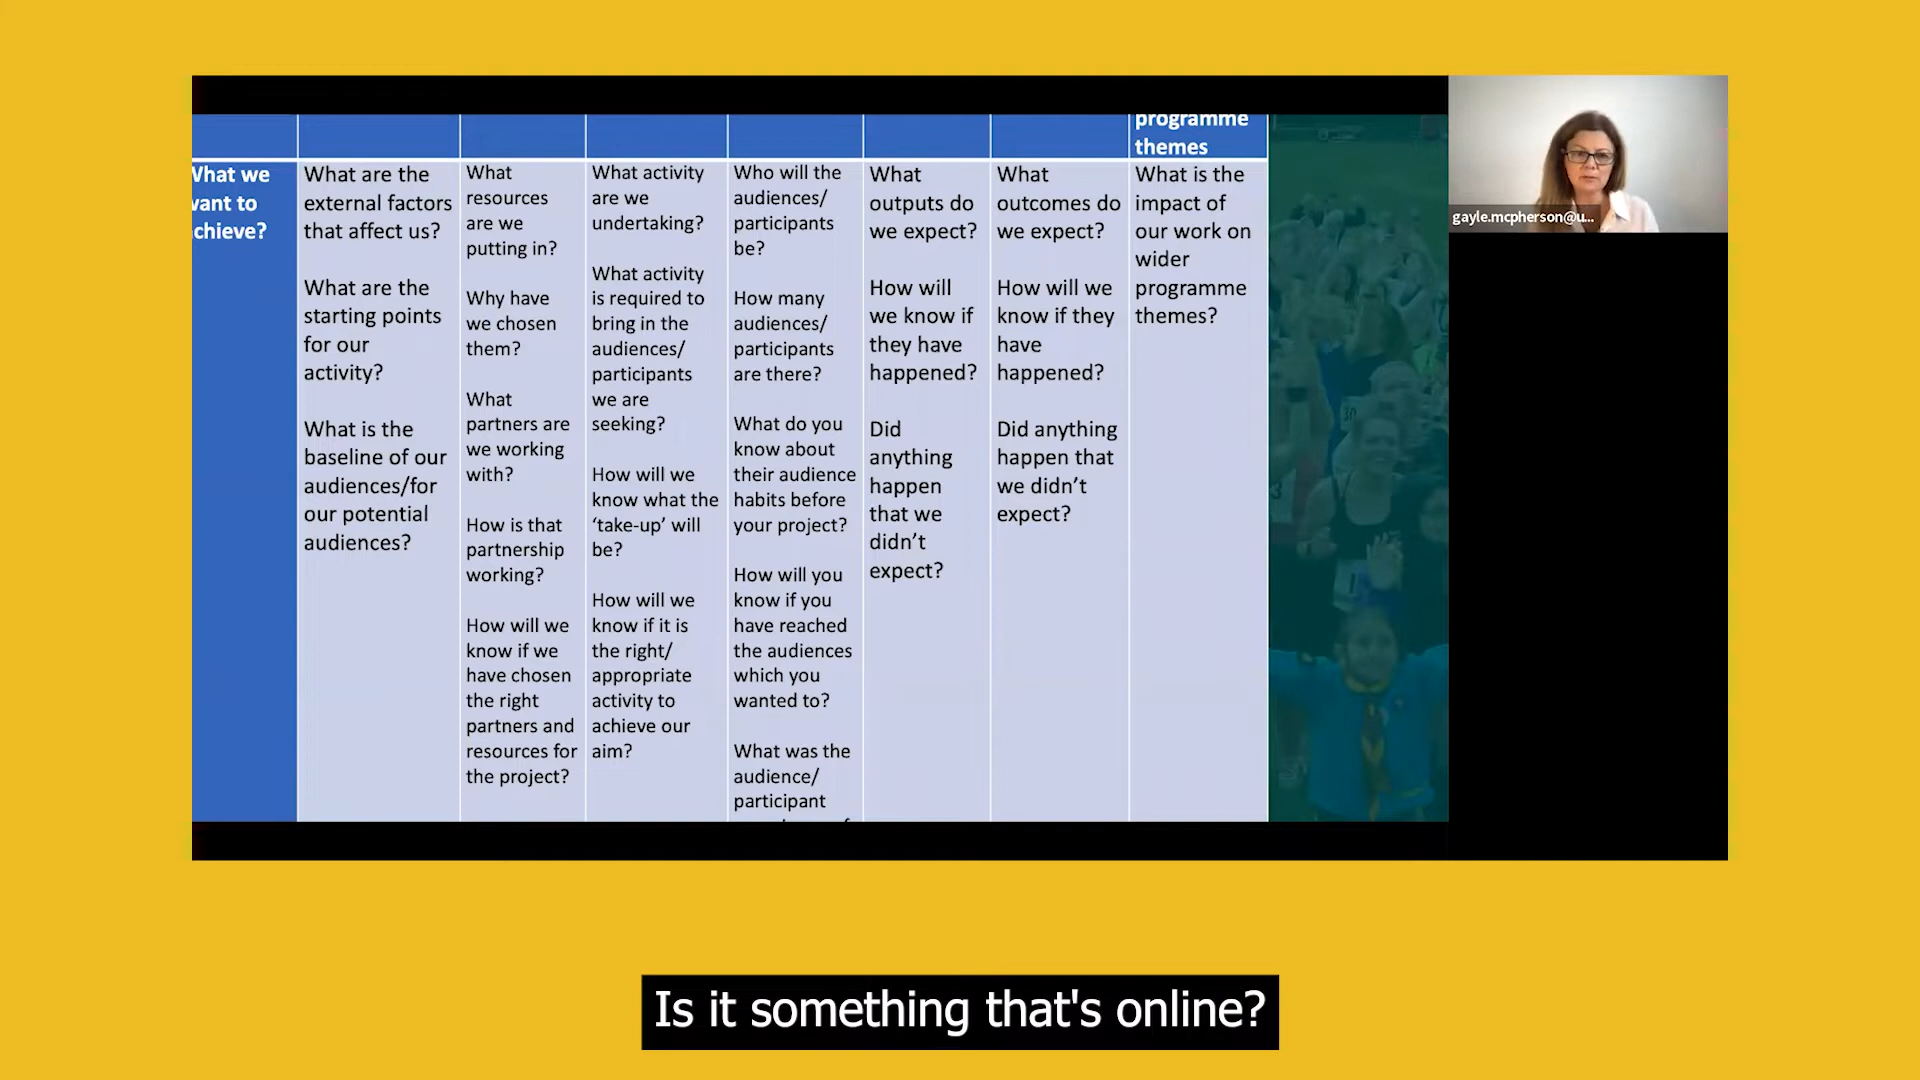 programme
themes
What we
want to
achieve?
What are the
external factors
that affect us?
What are the
starting points
for our
activity?
What is the
baseline of our
audiences/for
our potential
audiences?
What
resources
are we
putting in?
Why have
we chosen
them?
What
partners are
we working
with?
How is that
partnership
working?
How will we
know if we
have chosen
the right
partners and
resources for
the project?
What activity
are we
undertaking?
What activity
is required to
bring in the
audiences/
participants
we are
seeking?
How will we
know what the
‘take-up’ will
be?
How will we
know if it is
the right/
appropriate
activity to
achieve our
aim?
Who will the
audiences/
participants
be?
How many
audiences/
participants
are there?
What do you
know about
their audience
habits before
your project?
How will you
know if you
have reached
the audiences
which you
wanted to?
What was the
audience/
participant
What
outputs do
we expect?
How will
we know if
they have
happened?
Did
anything
happen
that we
didn’t
expect?
What
outcomes do
we expect?
How will we
know if they
have
happened?
Did anything
happen that
we didn’t
expect?
What is the
impact of
our work on
wider
programme
themes?
gayle.mcpherson@u...
Is it something that's online?